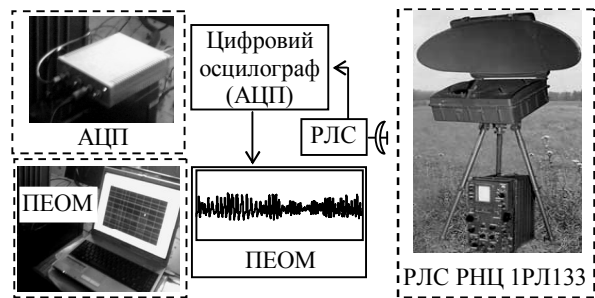 Цифровий
осцилограф
(АЦП)
АЦП
РЛС
ПЕОМ
ПЕОМ
РЛС РНЦ 1РЛ133